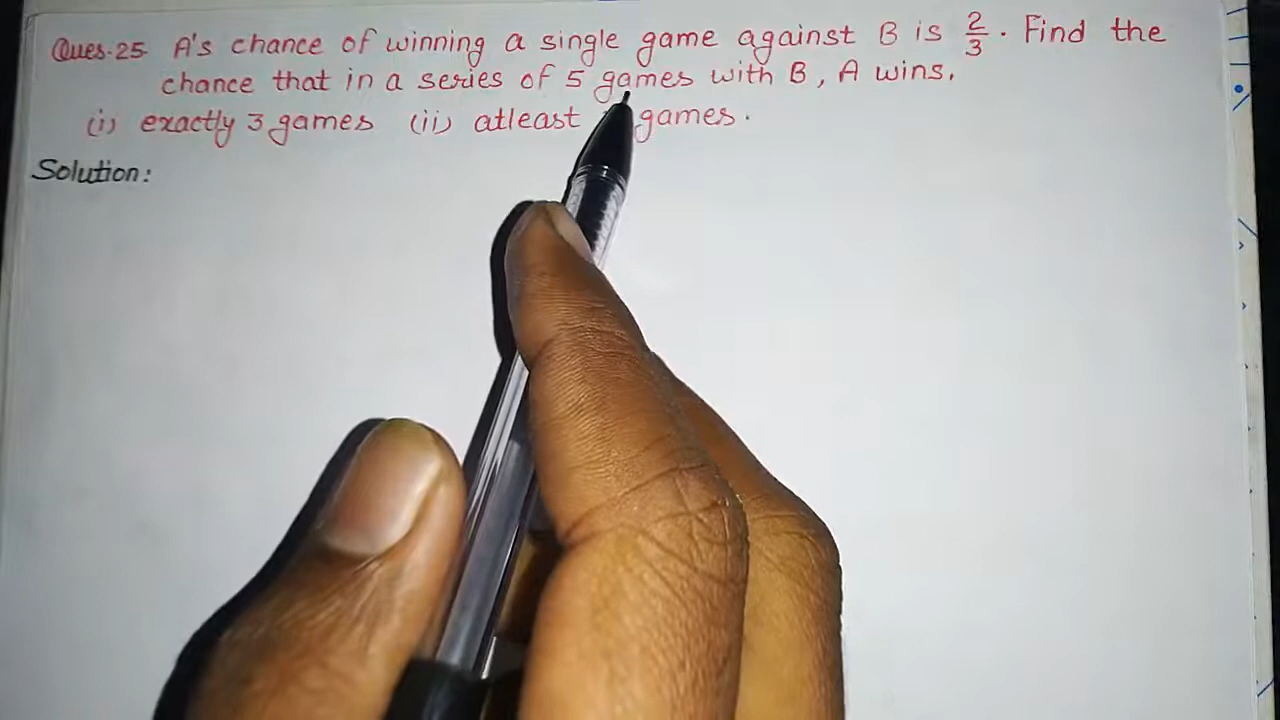 Ques.25 A's chance of winning a single game against B is 2/3. Find the
chance that in a series of 5 games with B, A wins,
(i) exactly 3 games (ii) atleast games.
Solution: